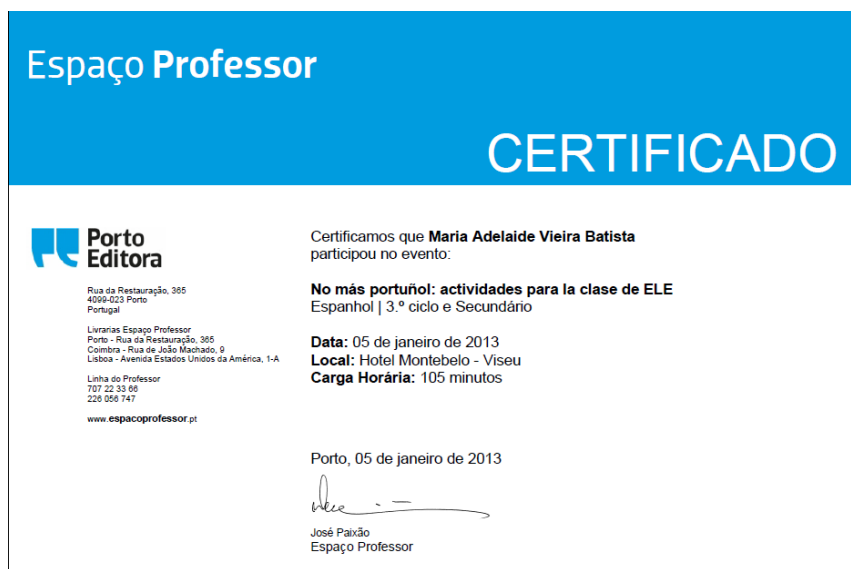 Espaço Professor
CERTIFICADO
Porto
Editora
Rua da Restauração, 365
4099-023 Porto
Portugal
Livrarias Espaço Professor
Porto - Rua da Restauração, 365
Coimbra - Rua de João Machado, 9
Lisboa - Avenida Estados Unidos da América, 1-A
Linha do Professor
707 22 33 66
226 056 747
www.espacoprofessor.pt
Certificamos que Maria Adelaide Vieira Batista
participou no evento:
No más portuñol: actividades para la clase de ELE
Espanhol | 3.º ciclo e Secundário
Data: 05 de janeiro de 2013
Local: Hotel Montebelo - Viseu
Carga Horária: 105 minutos
Porto, 05 de janeiro de 2013
José Paixão
Espaço Professor